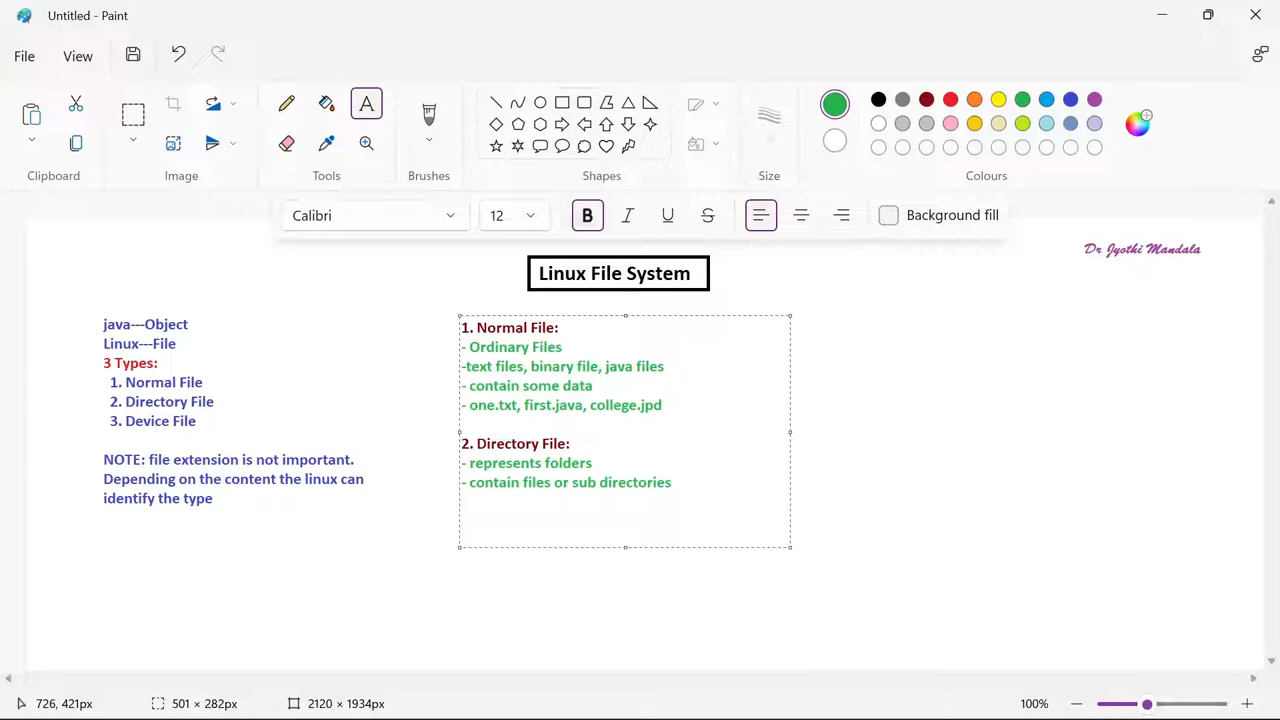 Untitled - Paint
File
View
Clipboard
Image
Tools
Brushes
Shapes
Size
Colours
Calibri
12
B
I
U
S
Background fill
Dr Jyothi Mandala
Linux File System
java---Object
Linux---File
3 Types:
1. Normal File
2. Directory File
3. Device File
NOTE: file extension is not important.
Depending on the content the linux can
identify the type
1. Normal File:
- Ordinary Files
-text files, binary file, java files
- contain some data
- one.txt, first.java, college.jpd
2. Directory File:
- represents folders
- contain files or sub directories
726, 421px
501 × 282px
2120 × 1934px
100%